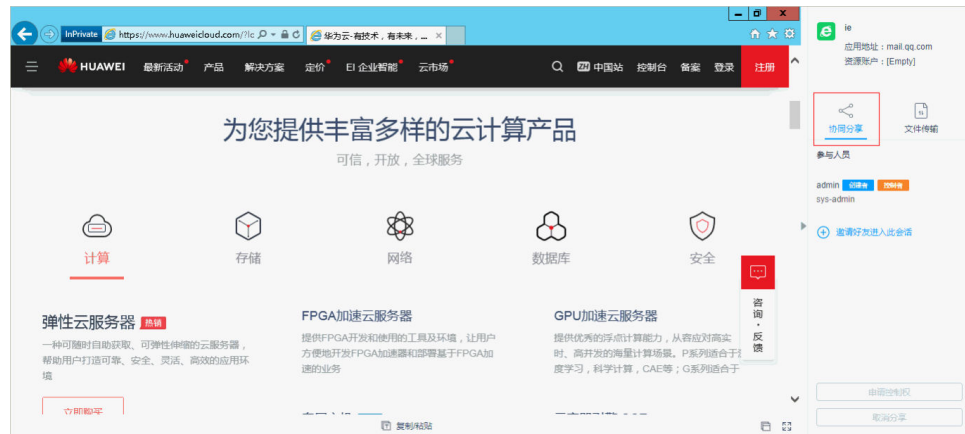 InPrivate https://www.huaweicloud.com/?lc 华为云-有技术，有未来，...
HUAWEI 最新活动 产品 解决方案 定价 EI 企业智能 云市场 ZH 中国站 控制台 备案 登录 注册
为您提供丰富多样的云计算产品
可信，开放，全球服务
计算 存储 网络 数据库 安全
弹性云服务器 热销
一种可随时自助获取、可弹性伸缩的云服务器，
帮助用户打造可靠、安全、灵活、高效的应用环
境
立即购买
FPGA加速云服务器
提供FPGA开发和使用的工具及环境，让用户
方便地开发FPGA加速器和部署基于FPGA加
速的业务
GPU加速云服务器
提供优秀的浮点计算能力，从容应对高实
时、高并发的海量计算场景。P系列适合于
度学习，科学计算，CAE等；G系列适合于
咨询·反馈
复制/粘贴
ie
应用地址：mail.qq.com
资源账户：[Empty]
协同分享 文件传输
参与人员
admin 创建者 控制者
sys-admin
邀请好友进入此会话
申请控制权
取消分享